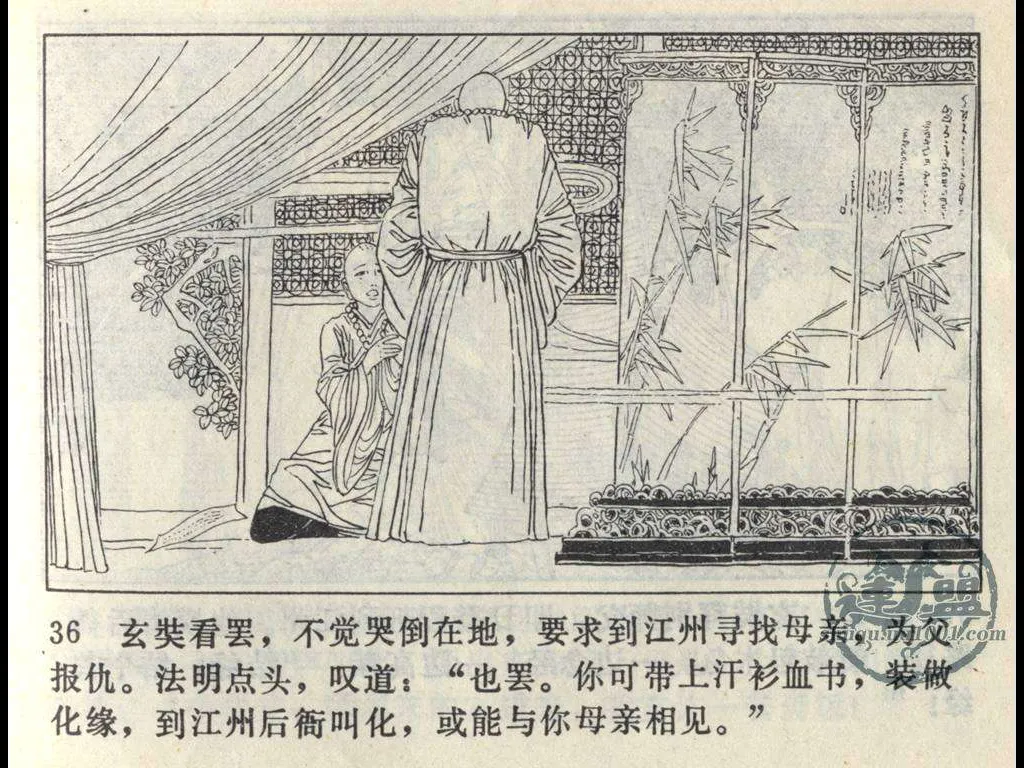 36 玄奘看罢，不觉哭倒在地，要求到江州寻找母亲，为父
报仇。法明点头，叹道：“也罢。你可带上汗衫血书，装做
化缘，到江州后衙叫化，或能与你母亲相见。”